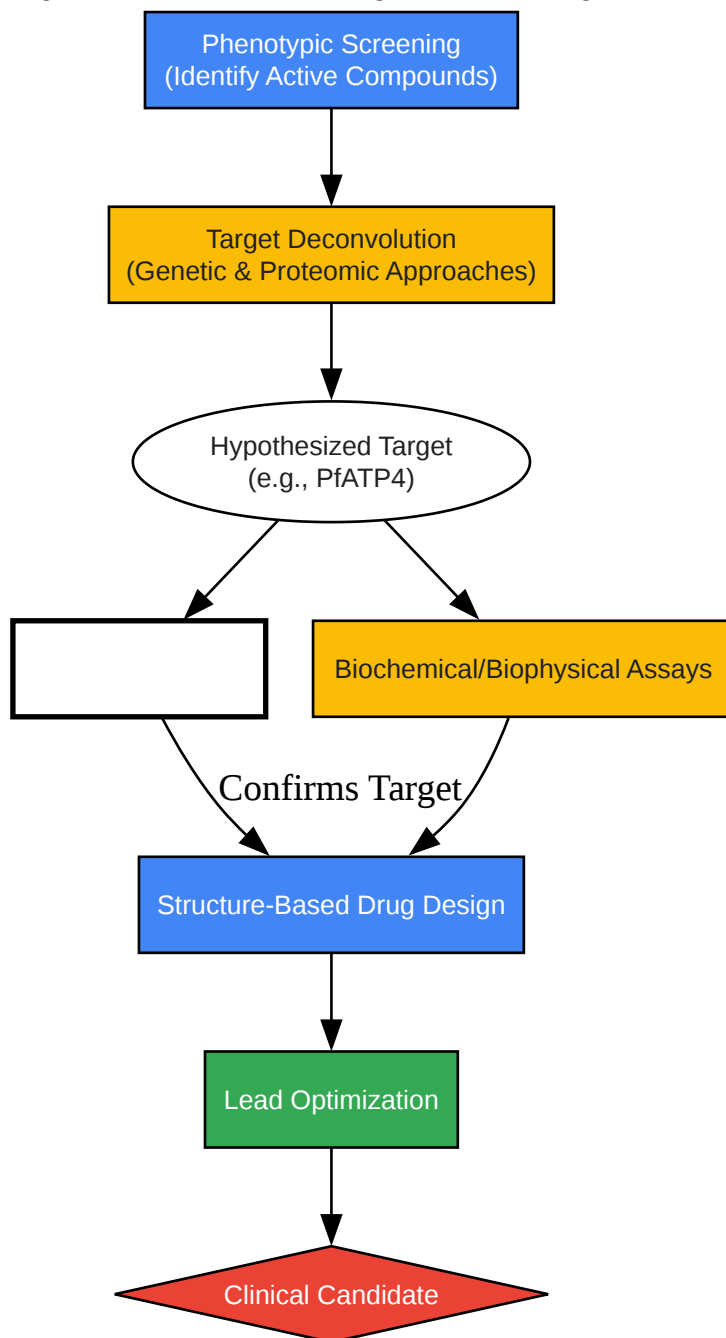 Phenotypic Screening
(Identify Active Compounds)
Target Deconvolution
(Genetic & Proteomic Approaches)
Hypothesized Target
(e.g., PfATP4)
Biochemical/Biophysical Assays
Confirms Target
Structure-Based Drug Design
Lead Optimization
Clinical Candidate